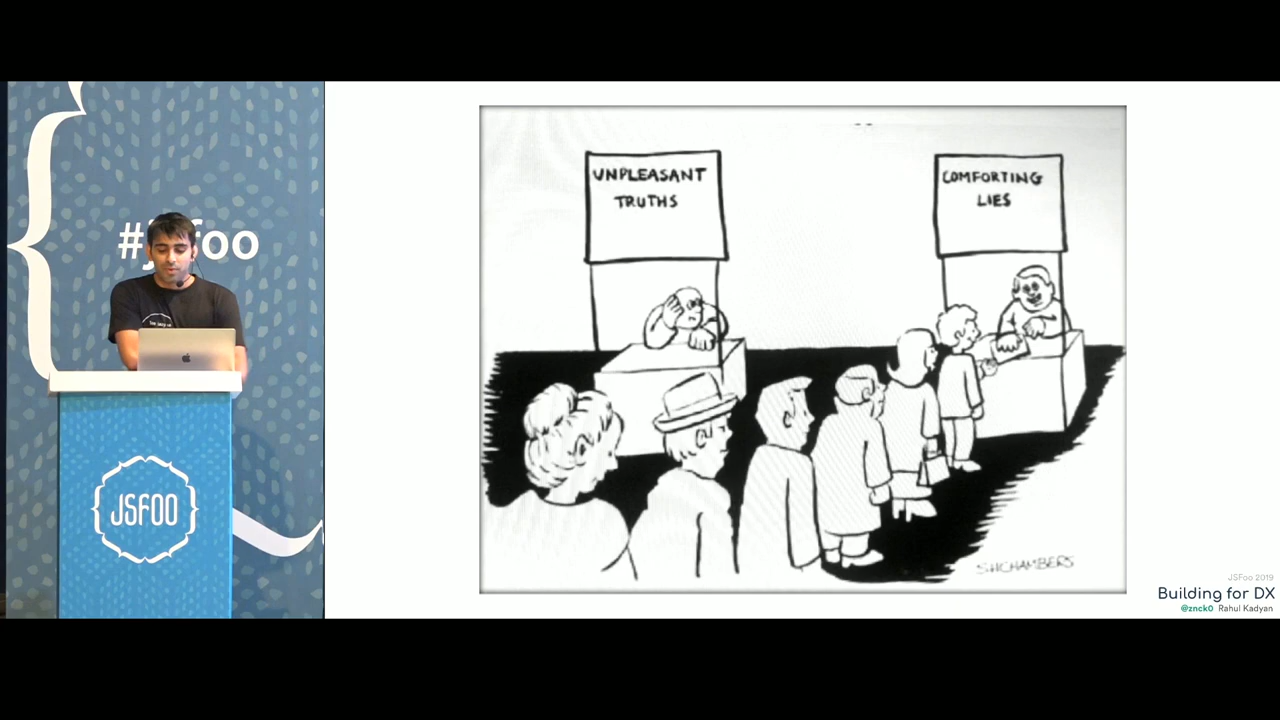 #jsfoo
JSFOO
UNPLEASANT
TRUTHS
COMFORTING
LIES
S.H.CHAMBERS
JSFoo 2019
Building for DX
@znck0 Rahul Kadyan